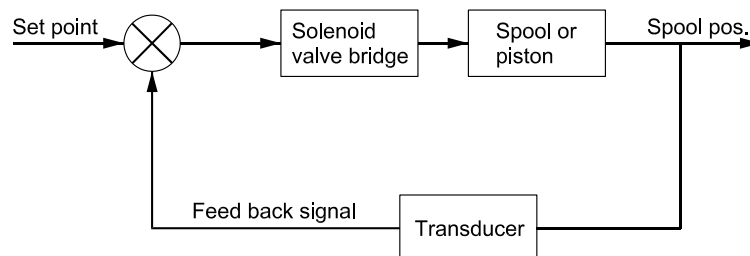 Set point
Solenoid
valve bridge
Spool or
piston
Spool pos.
Feed back signal
Transducer